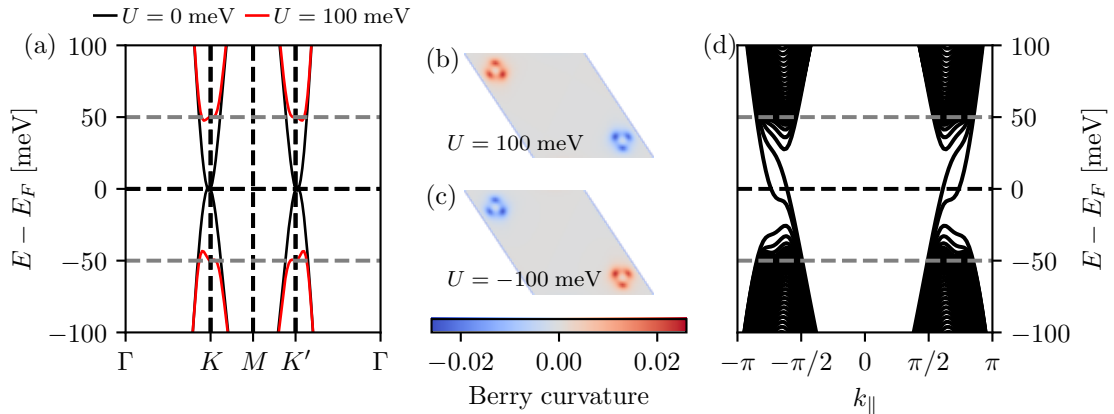 U = 0 meV U = 100 meV
(a)
100
50
0
−50
−100
E − E_F [meV]
Γ K M K′ Γ
(b)
U = 100 meV
(c)
U = −100 meV
−0.02 0.00 0.02
Berry curvature
(d)
100
50
0
−50
−100
E − E_F [meV]
−π −π/2 0 π/2 π
k_∥